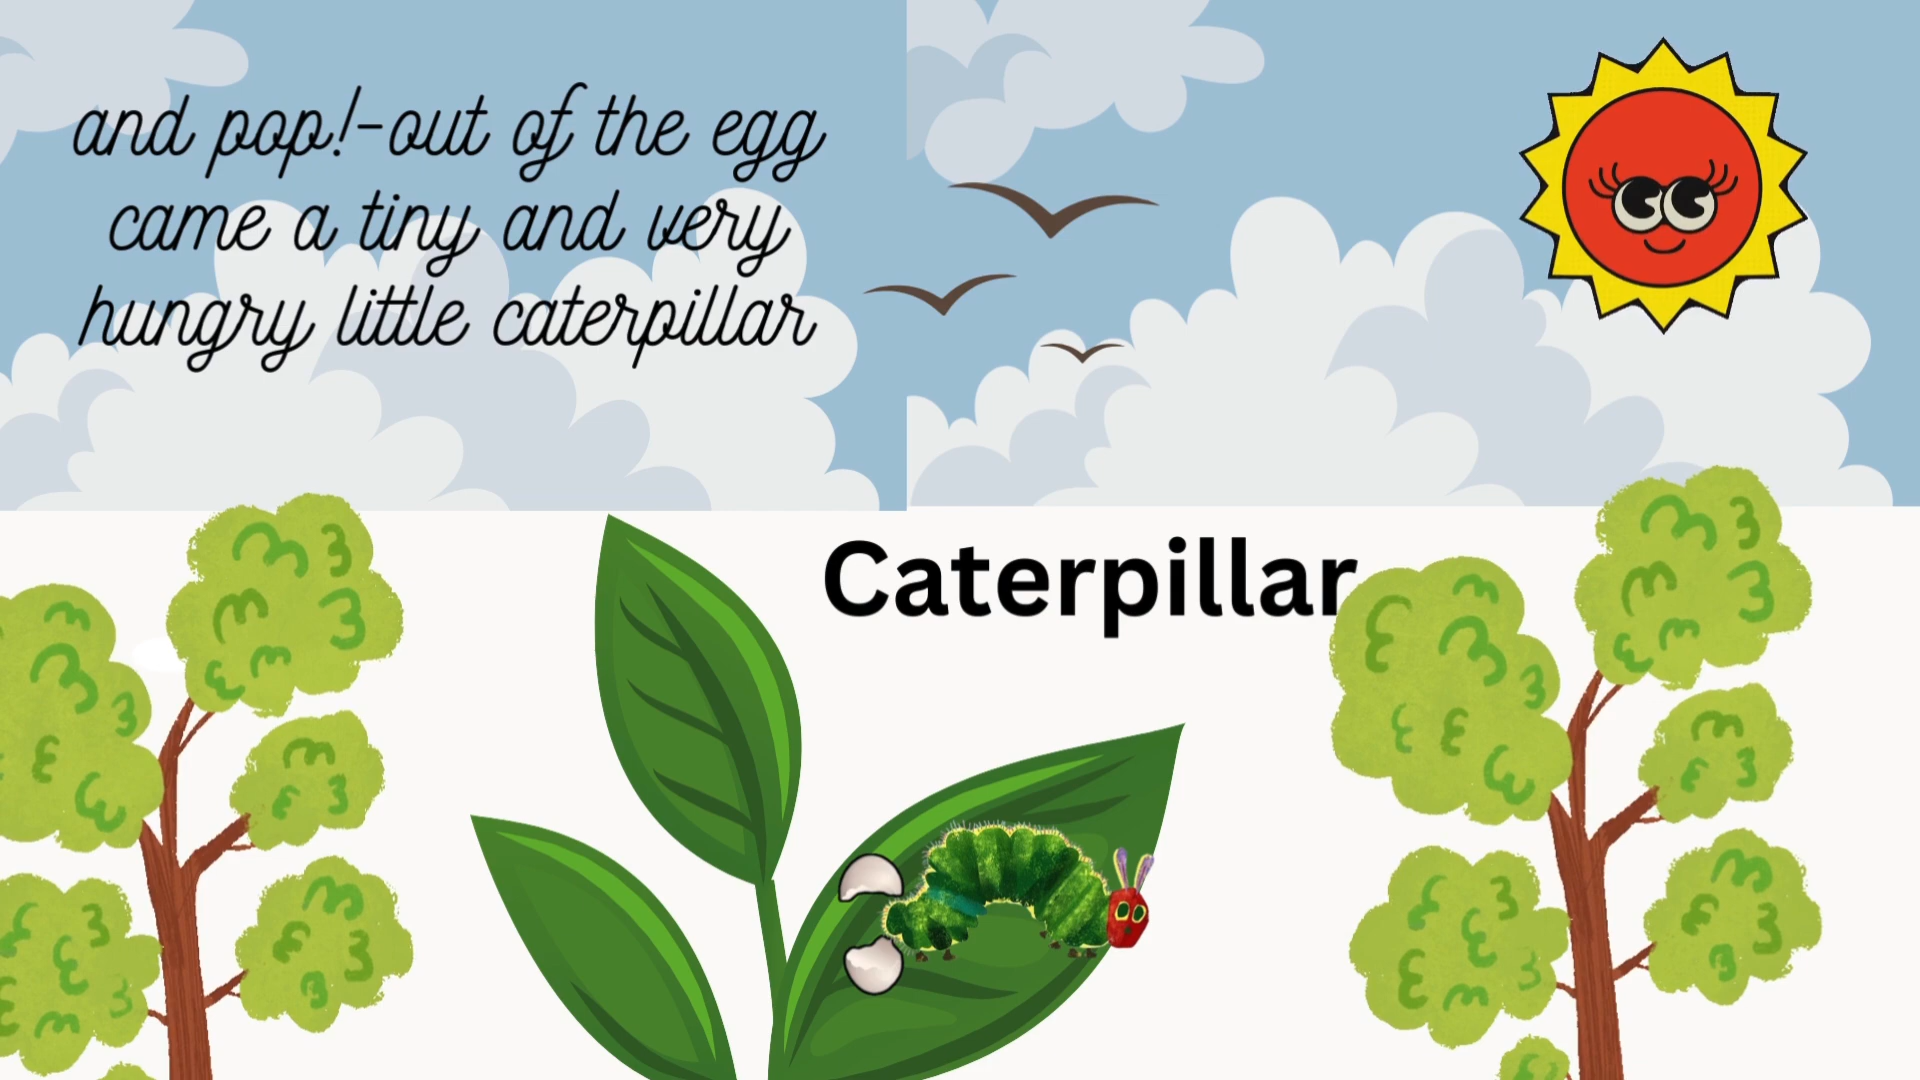 and pop!-out of the egg
came a tiny and very
hungry little caterpillar
Caterpillar